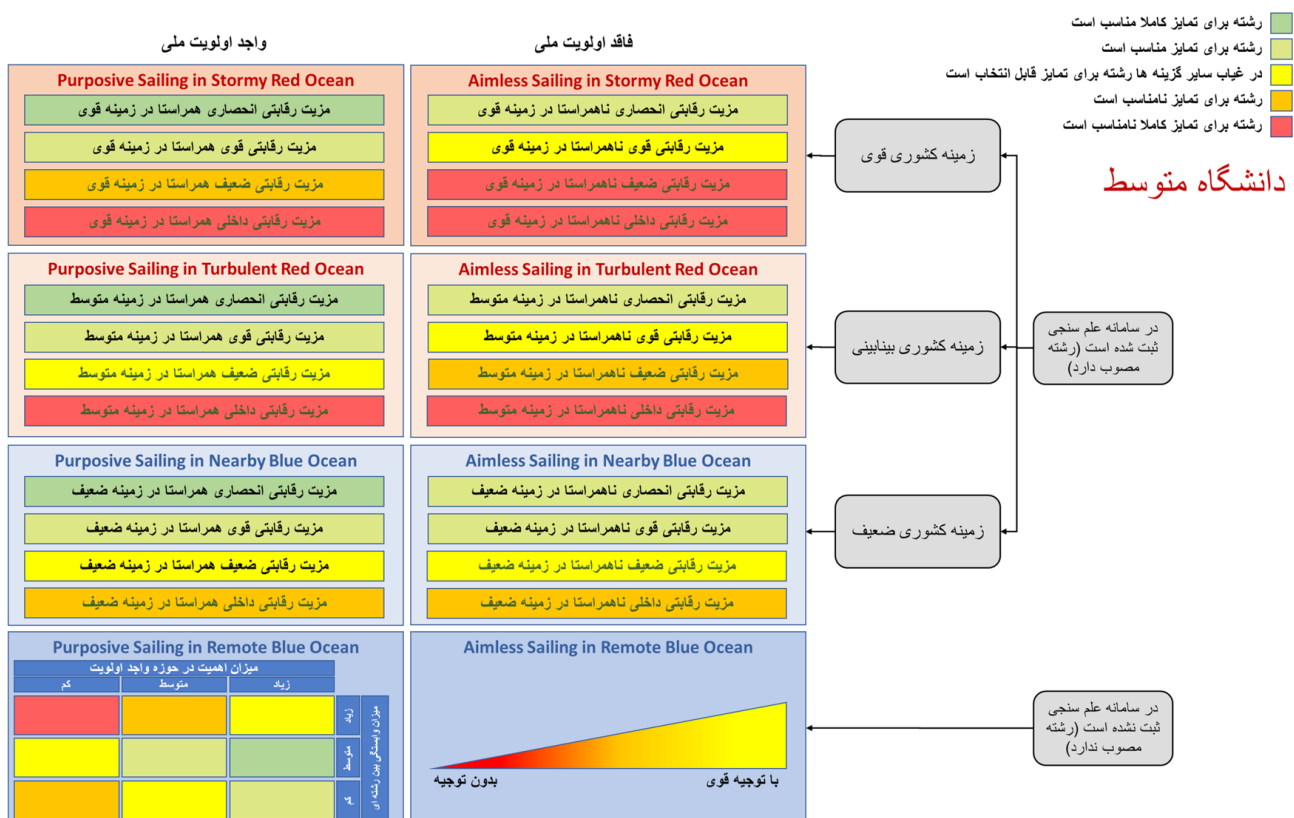 رشته برای تمایز کاملا مناسب است
رشته برای تمایز مناسب است
در غیاب سایر گزینه ها رشته برای تمایز قابل انتخاب است
رشته برای تمایز نامناسب است
رشته برای تمایز کاملا نامناسب است
دانشگاه متوسط
در سامانه علم سنجی
ثبت شده است (رشته
مصوب دارد)
زمینه کشوری قوی
زمینه کشوری بینابینی
زمینه کشوری ضعیف
در سامانه علم سنجی
ثبت نشده است (رشته
مصوب ندارد)
فاقد اولویت ملی
Aimless Sailing in Stormy Red Ocean
مزیت رقابتی انحصاری ناهمراستا در زمینه قوی
مزیت رقابتی قوی ناهمراستا در زمینه قوی
مزیت رقابتی ضعیف ناهمراستا در زمینه قوی
مزیت رقابتی داخلی ناهمراستا در زمینه قوی
Aimless Sailing in Turbulent Red Ocean
مزیت رقابتی انحصاری ناهمراستا در زمینه متوسط
مزیت رقابتی قوی ناهمراستا در زمینه متوسط
مزیت رقابتی ضعیف ناهمراستا در زمینه متوسط
مزیت رقابتی داخلی ناهمراستا در زمینه متوسط
Aimless Sailing in Nearby Blue Ocean
مزیت رقابتی انحصاری ناهمراستا در زمینه ضعیف
مزیت رقابتی قوی ناهمراستا در زمینه ضعیف
مزیت رقابتی ضعیف ناهمراستا در زمینه ضعیف
مزیت رقابتی داخلی ناهمراستا در زمینه ضعیف
Aimless Sailing in Remote Blue Ocean
با توجیه قوی
بدون توجیه
واجد اولویت ملی
Purposive Sailing in Stormy Red Ocean
مزیت رقابتی انحصاری همراستا در زمینه قوی
مزیت رقابتی قوی همراستا در زمینه قوی
مزیت رقابتی ضعیف همراستا در زمینه قوی
مزیت رقابتی داخلی همراستا در زمینه قوی
Purposive Sailing in Turbulent Red Ocean
مزیت رقابتی انحصاری همراستا در زمینه متوسط
مزیت رقابتی قوی همراستا در زمینه متوسط
مزیت رقابتی ضعیف همراستا در زمینه متوسط
مزیت رقابتی داخلی همراستا در زمینه متوسط
Purposive Sailing in Nearby Blue Ocean
مزیت رقابتی انحصاری همراستا در زمینه ضعیف
مزیت رقابتی قوی همراستا در زمینه ضعیف
مزیت رقابتی ضعیف همراستا در زمینه ضعیف
مزیت رقابتی داخلی همراستا در زمینه ضعیف
Purposive Sailing in Remote Blue Ocean
میزان اهمیت در حوزه واجد اولویت
زیاد
متوسط
کم
میزان وابستگی بین رشته ای
زیاد
متوسط
کم